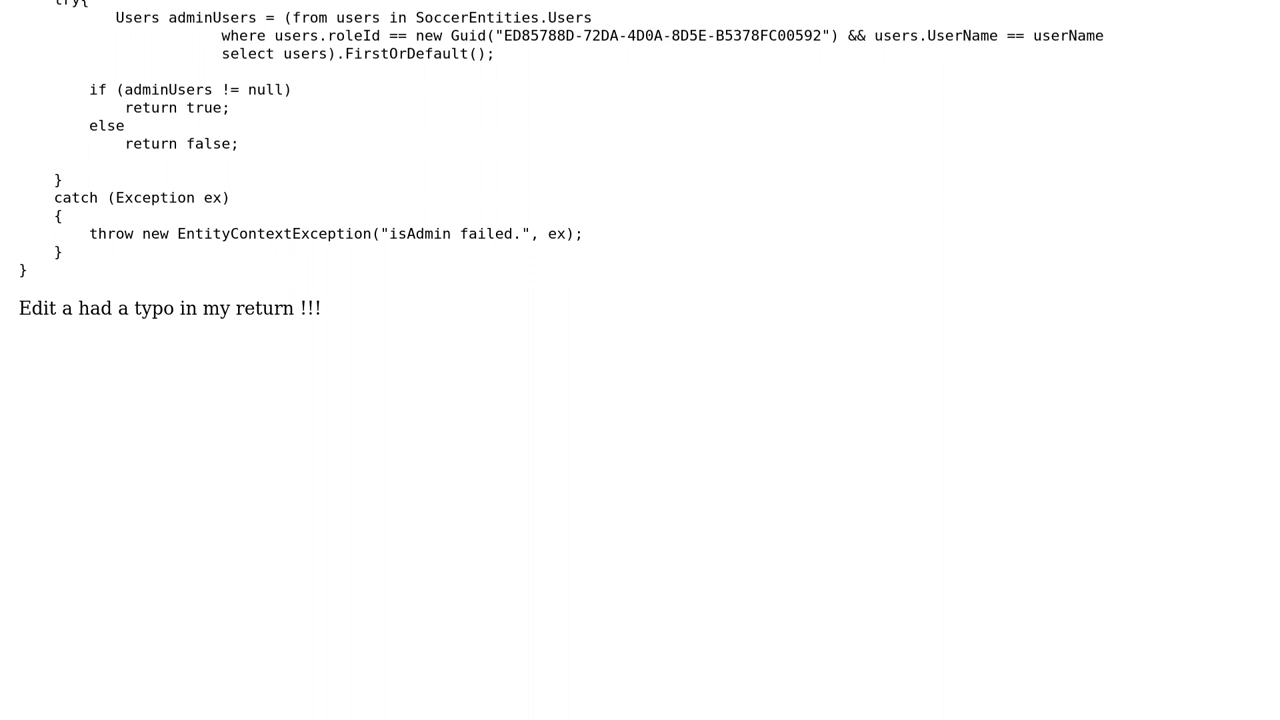 try{
Users adminUsers = (from users in SoccerEntities.Users
where users.roleId == new Guid("ED85788D-72DA-4D0A-8D5E-B5378FC00592") && users.UserName == userName
select users).FirstOrDefault();
if (adminUsers != null)
return true;
else
return false;
}
catch (Exception ex)
{
throw new EntityContextException("isAdmin failed.", ex);
}
}
Edit a had a typo in my return !!!